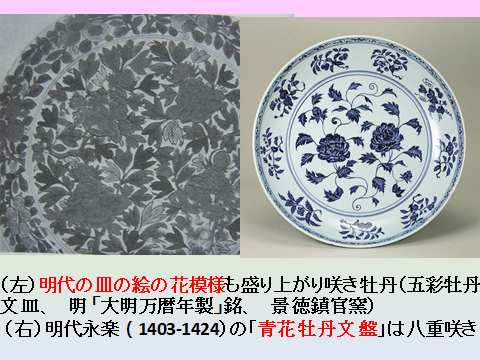 (左)明代の皿の絵の花模様も盛り上がり咲き牡丹(五彩牡丹
文皿、 明「大明万暦年製」銘、 景徳鎮官窯)
(右)明代永楽 ( 1403-1424)の「青花牡丹文盤」は八重咲き